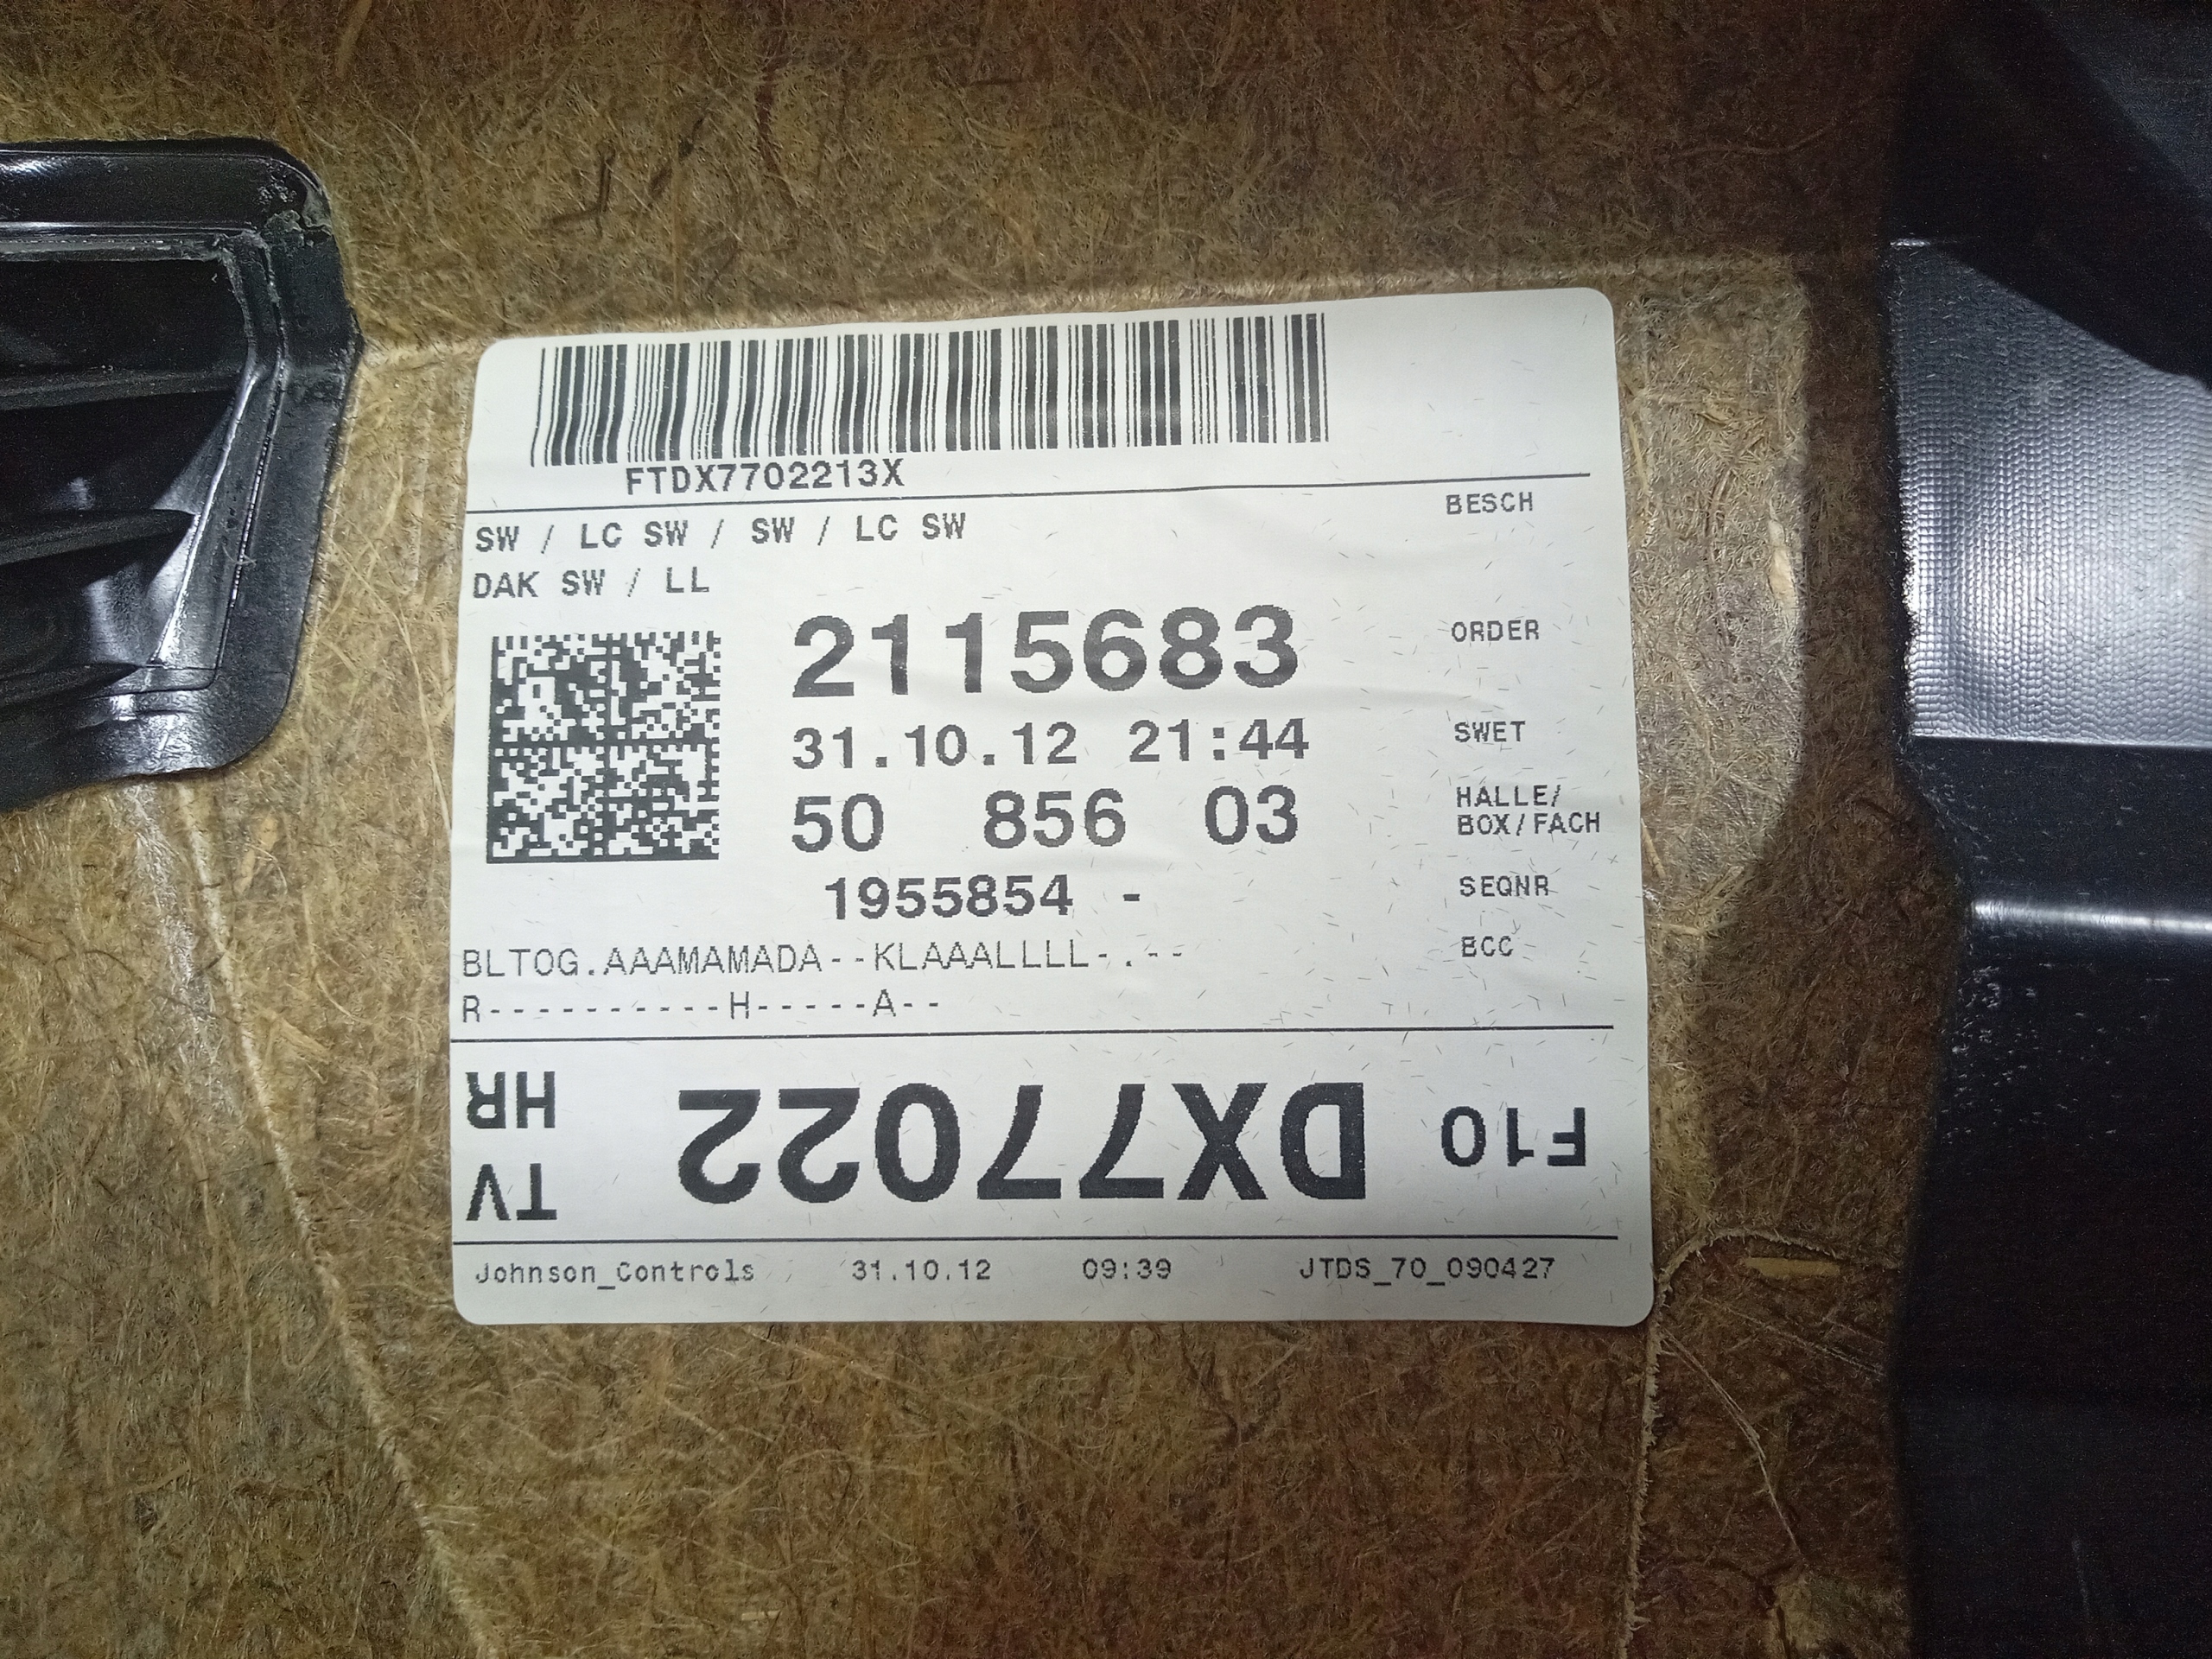 FTDX7702213X
BESCH
SW / LC SW / SW / LC SW
DAK SW / LL
2115683 ORDER
31.10.12 21:44 SWET
50 856 03 HALLE/
BOX/FACH
1955854 - SEQNR
BLTOG.AAAMAMADA--KLAAALLLL-.-- BCC
R----------H-----A--
F10 DX77022 TV
HR
Johnson_Controls 31.10.12 09:39 JTDS_70_090427